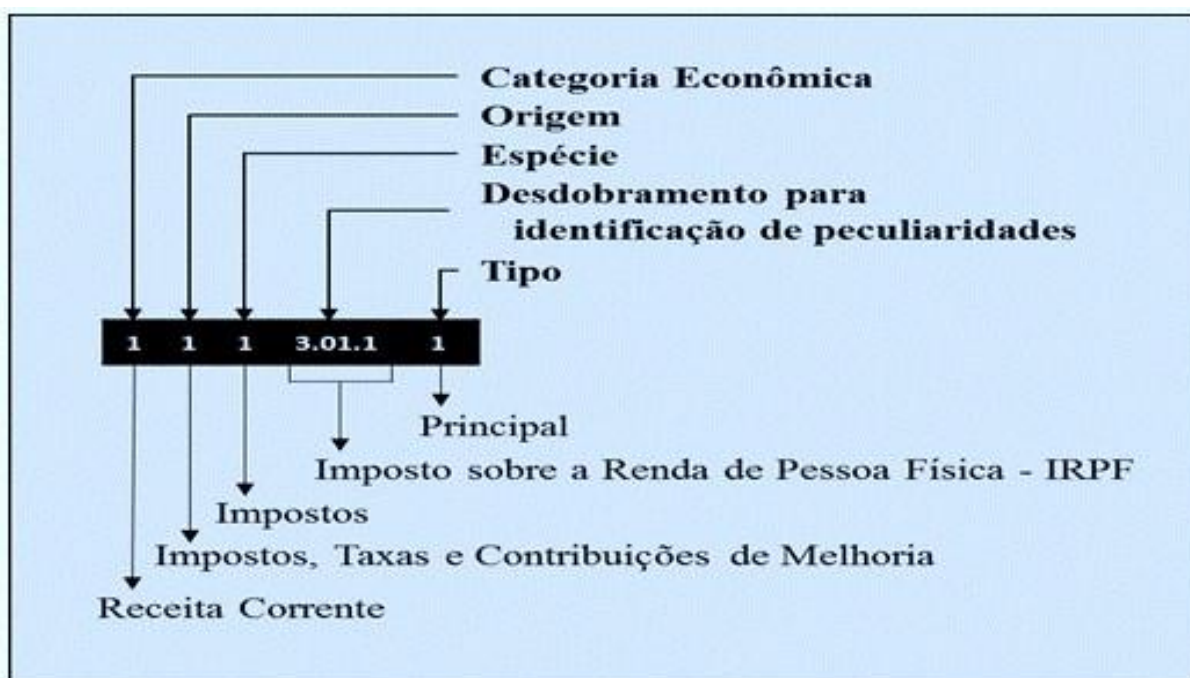 Categoria Econômica
Origem
Espécie
Desdobramento para
identificação de peculiaridades
Tipo
1 1 1 3.01.1 1
Principal
Imposto sobre a Renda de Pessoa Física - IRPF
Impostos
Impostos, Taxas e Contribuições de Melhoria
Receita Corrente